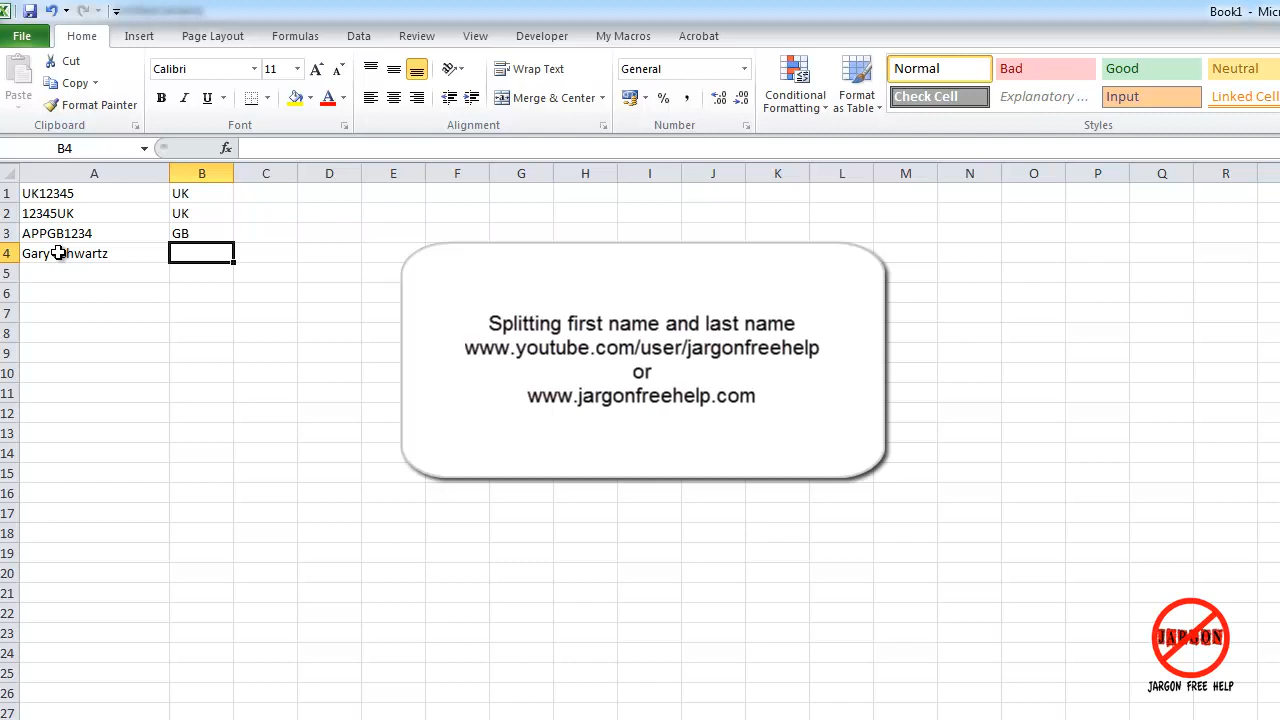 Book1 - Micr
File Home Insert Page Layout Formulas Data Review View Developer My Macros Acrobat
Paste
Cut
Copy
Format Painter
Clipboard
Calibri 11 A A
B I U A
Font
Wrap Text
Merge & Center
Alignment
General
% ,
Number
Conditional Formatting
Format as Table
Normal Bad Good Neutral
Check Cell Explanatory ... Input Linked Cell
Styles
B4 fx
A B C D E F G H I J K L M N O P Q R
1 UK12345 UK
2 12345UK UK
3 APPGB1234 GB
4 Gary hwartz
5
6
7
8
9
10
11
12
13
14
15
16
17
18
19
20
21
22
23
24
25
26
27
Splitting first name and last name
www.youtube.com/user/jargonfreehelp
or
www.jargonfreehelp.com
JARGON
JARGON FREE HELP